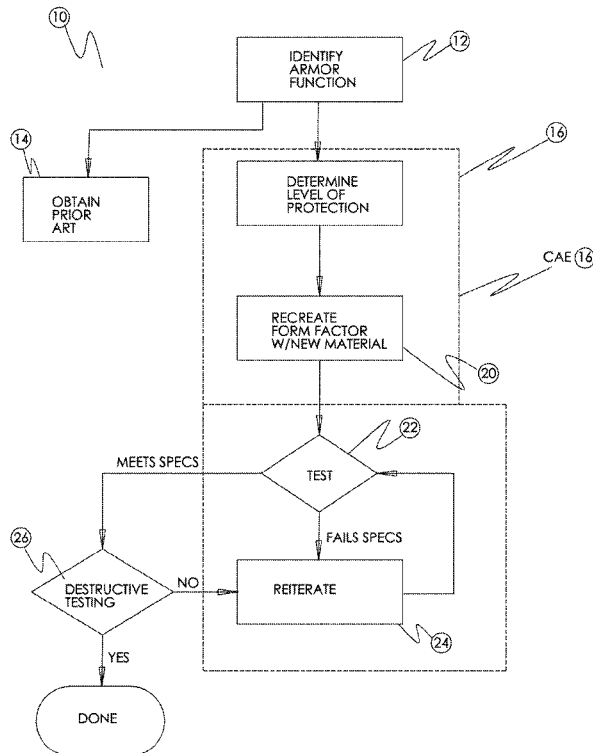 10
12
IDENTIFY
ARMOR
FUNCTION
14
OBTAIN
PRIOR
ART
16
DETERMINE
LEVEL OF
PROTECTION
CAE 16
RECREATE
FORM FACTOR
W/NEW MATERIAL
20
22
MEETS SPECS
TEST
FAILS SPECS
26
DESTRUCTIVE
TESTING
NO
REITERATE
24
YES
DONE